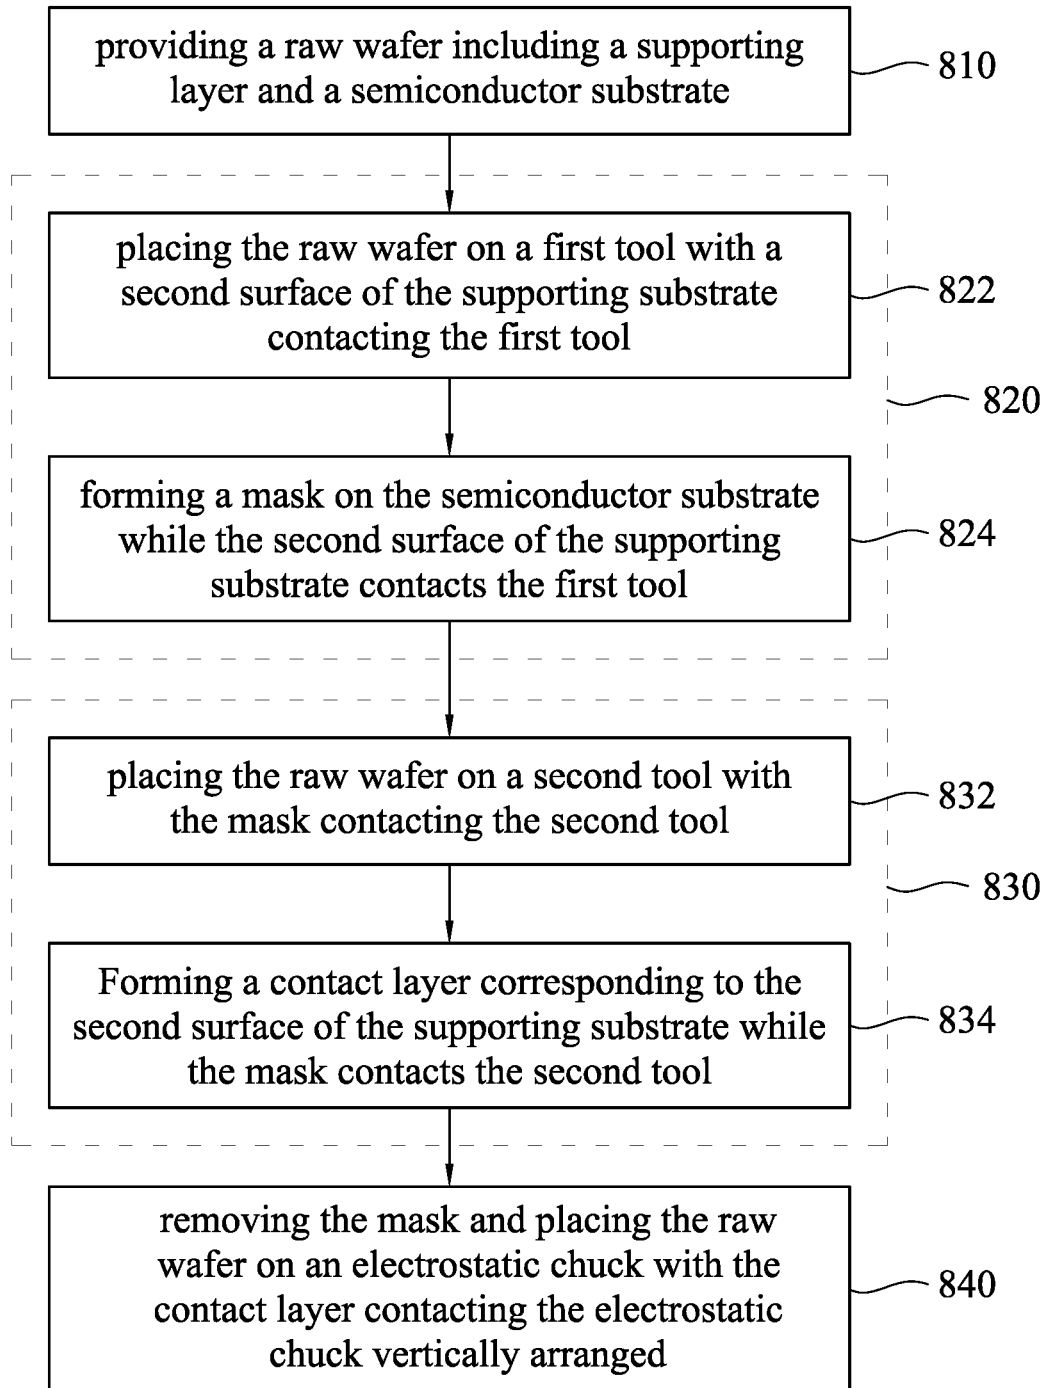 providing a raw wafer including a supporting
layer and a semiconductor substrate
810
placing the raw wafer on a first tool with a
second surface of the supporting substrate
contacting the first tool
822
820
forming a mask on the semiconductor substrate
while the second surface of the supporting
substrate contacts the first tool
824
placing the raw wafer on a second tool with
the mask contacting the second tool
832
830
Forming a contact layer corresponding to the
second surface of the supporting substrate while
the mask contacts the second tool
834
removing the mask and placing the raw
wafer on an electrostatic chuck with the
contact layer contacting the electrostatic
chuck vertically arranged
840